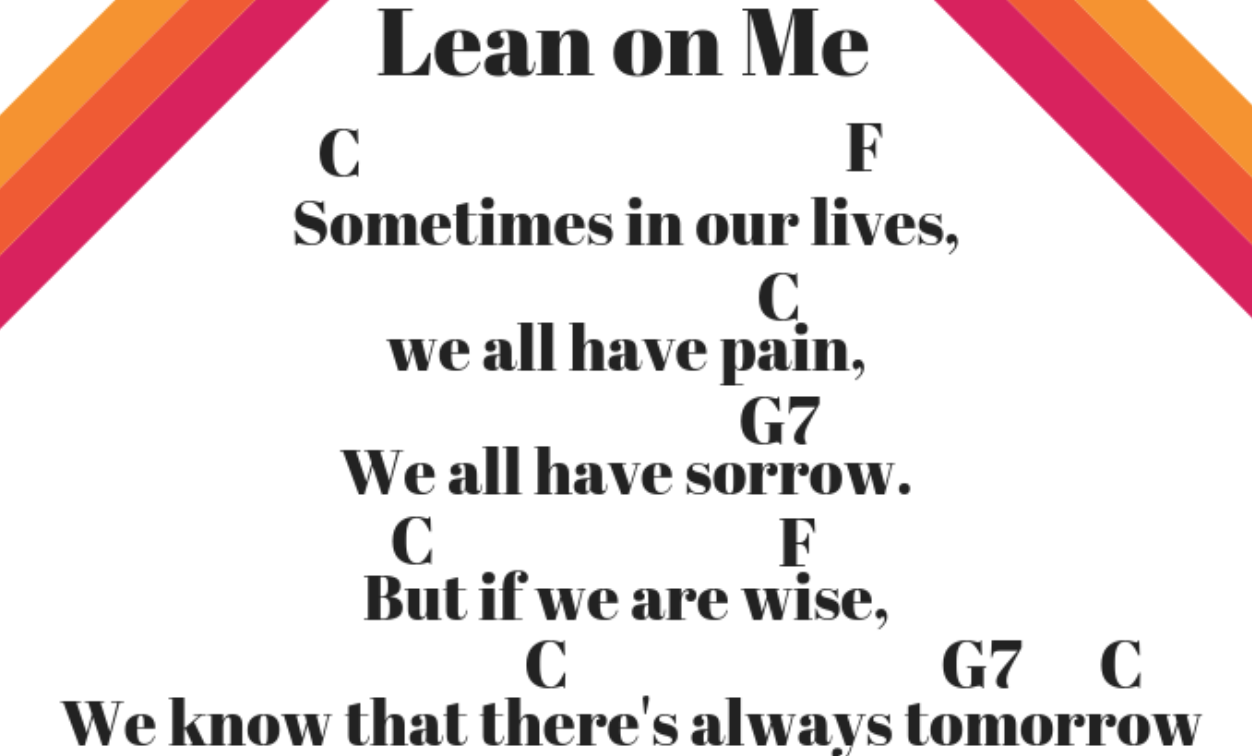 Lean on Me
C F
Sometimes in our lives,
C
we all have pain,
G7
We all have sorrow.
C F
But if we are wise,
C G7 C
We know that there's always tomorrow